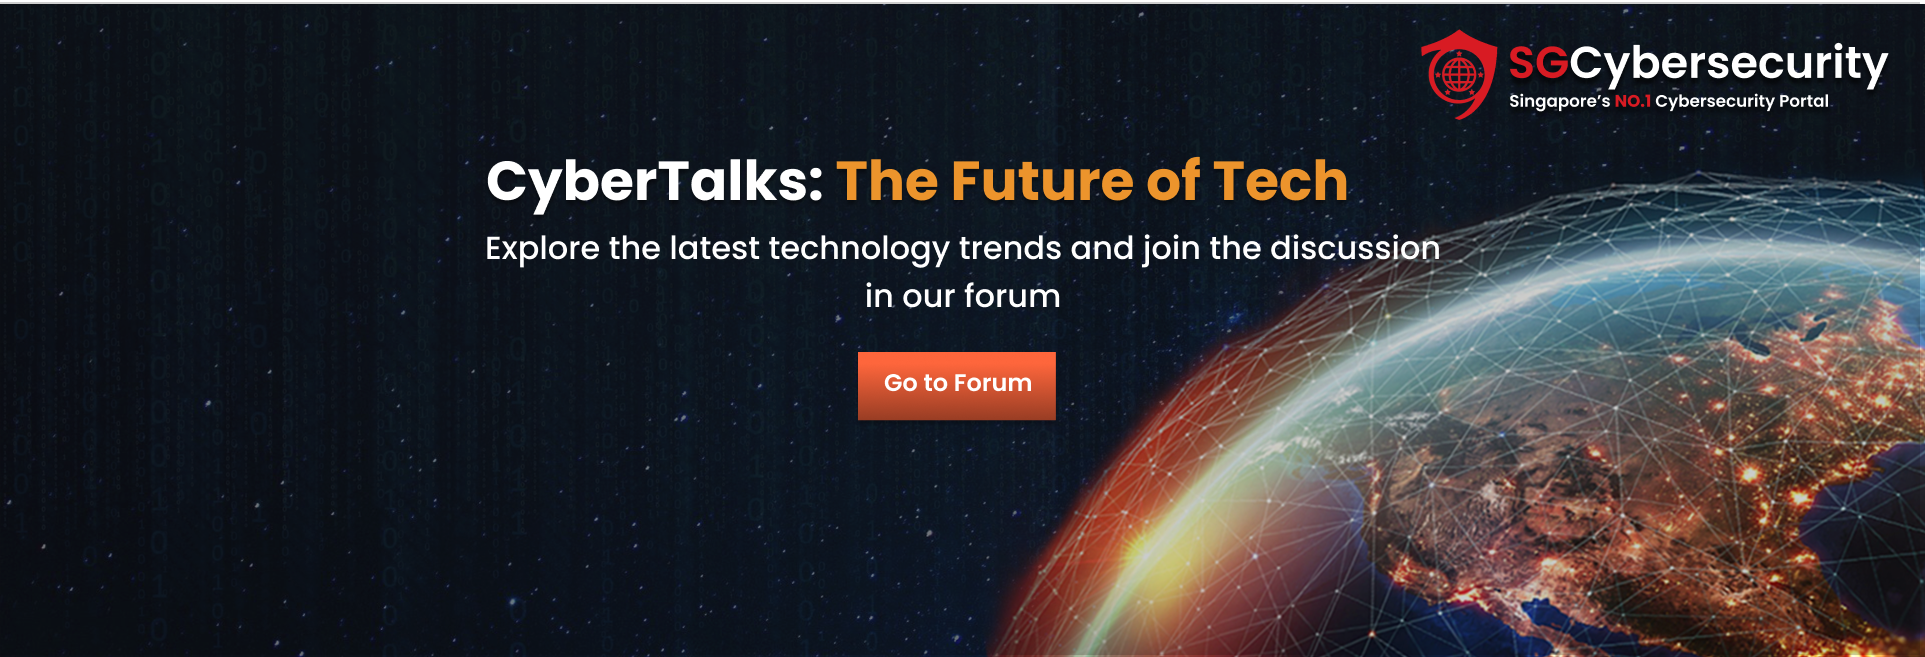 SGCybersecurity
Singapore's NO.1 Cybersecurity Portal
CyberTalks: The Future of Tech
Explore the latest technology trends and join the discussion
in our forum
Go to Forum